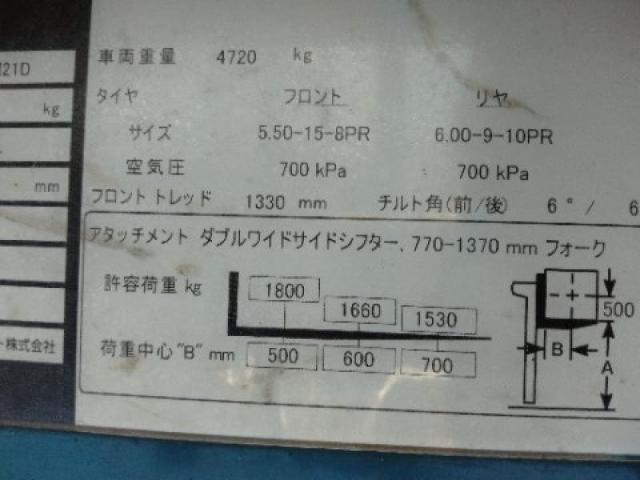 車両重量 4720 kg
121D
タイヤ フロント リヤ
kg
サイズ 5.50-15-8PR 6.00-9-10PR
空気圧 700 kPa 700 kPa
mm
フロントトレッド 1330 mm チルト角(前/後) 6° / 6
アタッチメント ダブルワイドサイドシフター, 770-1370 mm フォーク
許容荷重 kg 1800 1660 1530
500
ト株式会社
荷重中心"B" mm 500 600 700
B A